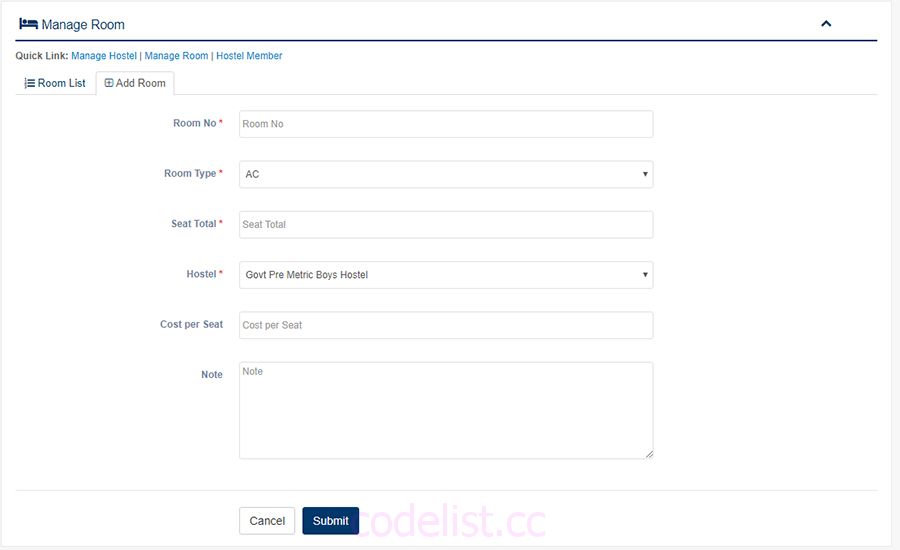 Manage Room
Quick Link: Manage Hostel | Manage Room | Hostel Member
Room List Add Room
Room No * Room No
Room Type * AC
Seat Total * Seat Total
Hostel * Govt Pre Metric Boys Hostel
Cost per Seat Cost per Seat
Note Note
Cancel Submit codelist.cc